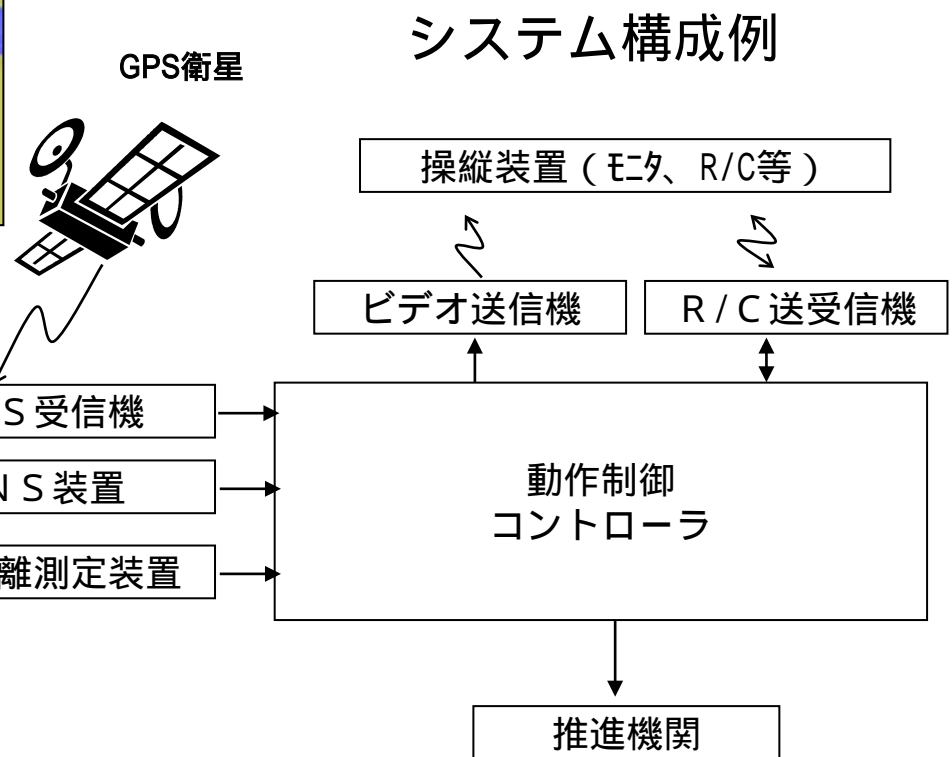 システム構成例
GPS衛星
操縦装置（ﾓﾆﾀ、R/C等）
ビデオ送信機
Ｒ/Ｃ送受信機
Ｓ受信機
ＮＳ装置
離測定装置
動作制御
コントローラ
推進機関